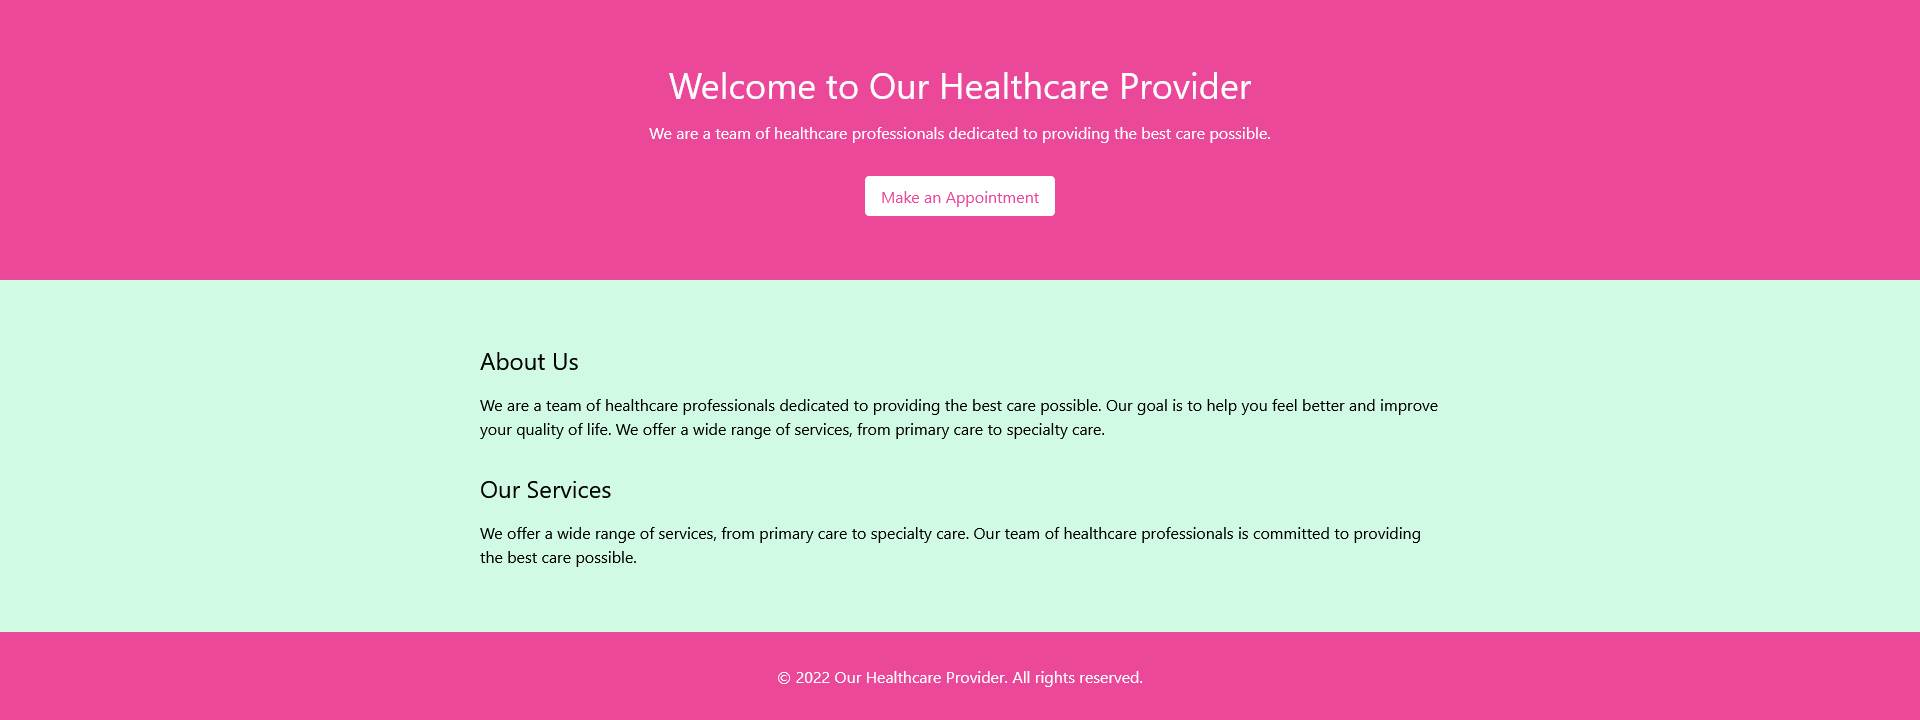 Welcome to Our Healthcare Provider
We are a team of healthcare professionals dedicated to providing the best care possible.
Make an Appointment
About Us
We are a team of healthcare professionals dedicated to providing the best care possible. Our goal is to help you feel better and improve
your quality of life. We offer a wide range of services, from primary care to specialty care.
Our Services
We offer a wide range of services, from primary care to specialty care. Our team of healthcare professionals is committed to providing
the best care possible.
© 2022 Our Healthcare Provider. All rights reserved.